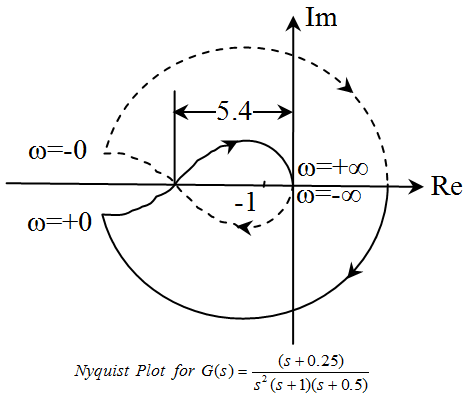 Im
5.4
ω=-0
ω=+∞
ω=-∞
Re
-1
ω=+0
Nyquist Plot for G(s) = (s + 0.25) / s² (s + 1)(s + 0.5)